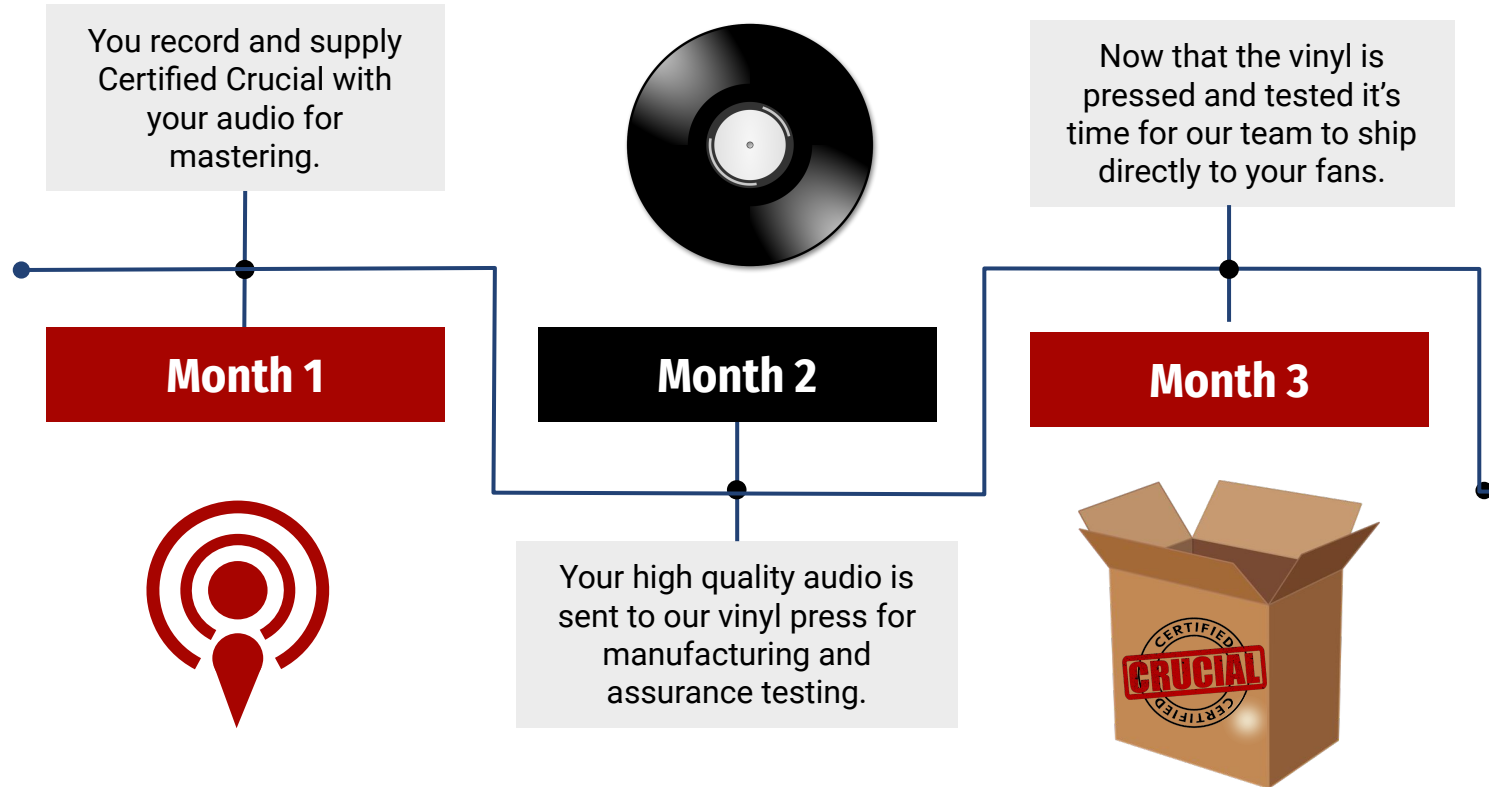 You record and supply
Certified Crucial with
your audio for
mastering.
Month 1
Month 2
Your high quality audio is
sent to our vinyl press for
manufacturing and
assurance testing.
Now that the vinyl is
pressed and tested it’s
time for our team to ship
directly to your fans.
Month 3
CERTIFIED
CRUCIAL
CERTIFIED